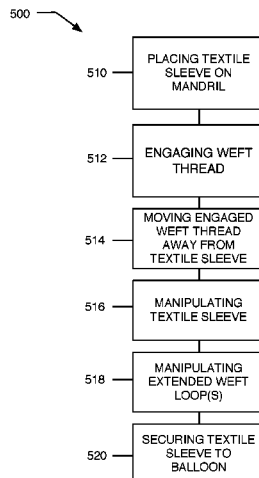 500
510
PLACING TEXTILE
SLEEVE ON
MANDRIL
512
ENGAGING WEFT
THREAD
514
MOVING ENGAGED
WEFT THREAD
AWAY FROM
TEXTILE SLEEVE
516
MANIPULATING
TEXTILE SLEEVE
518
MANIPULATING
EXTENDED WEFT
LOOP(S)
520
SECURING TEXTILE
SLEEVE TO
BALLOON